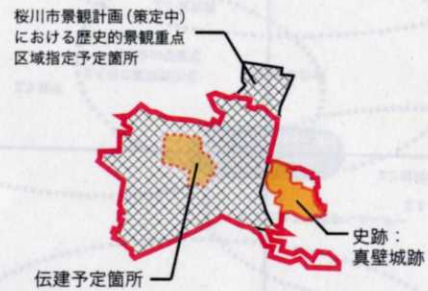 桜川市景観計画(策定中)
における歴史的景観重点
区域指定予定箇所
史跡：
真壁城跡
伝建予定箇所